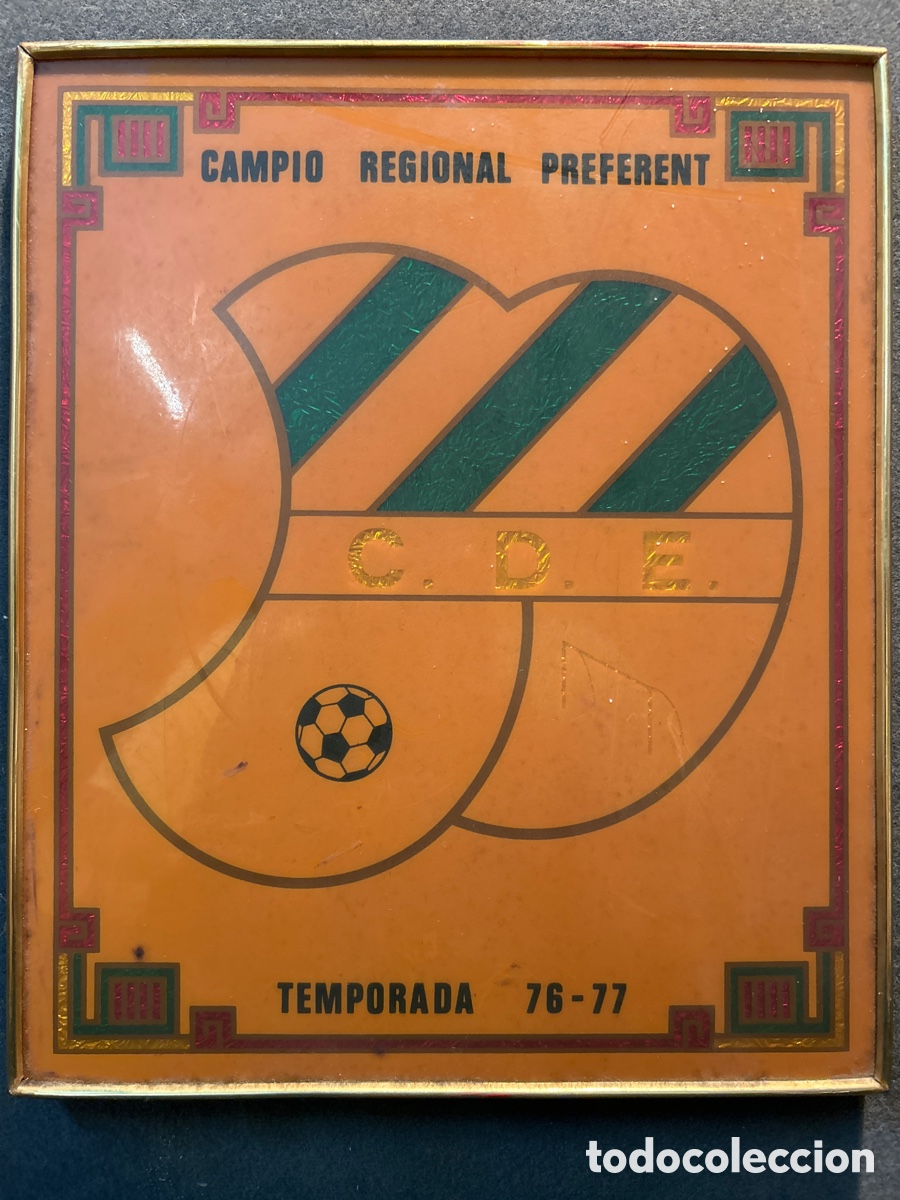 CAMPIO REGIONAL PREFERENT
C. D. E.
TEMPORADA 76-77
todocoleccion